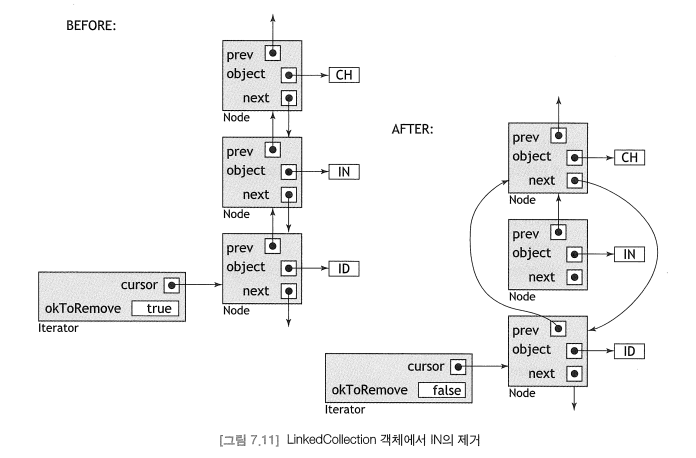 BEFORE:
prev
object
CH
next
Node
prev
object
IN
next
Node
prev
object
ID
next
Node
cursor
okToRemove true
Iterator
AFTER:
prev
object
CH
next
Node
prev
object
IN
next
Node
prev
object
ID
next
Node
cursor
okToRemove false
Iterator
[그림 7.11] LinkedCollection 객체에서 IN의 제거